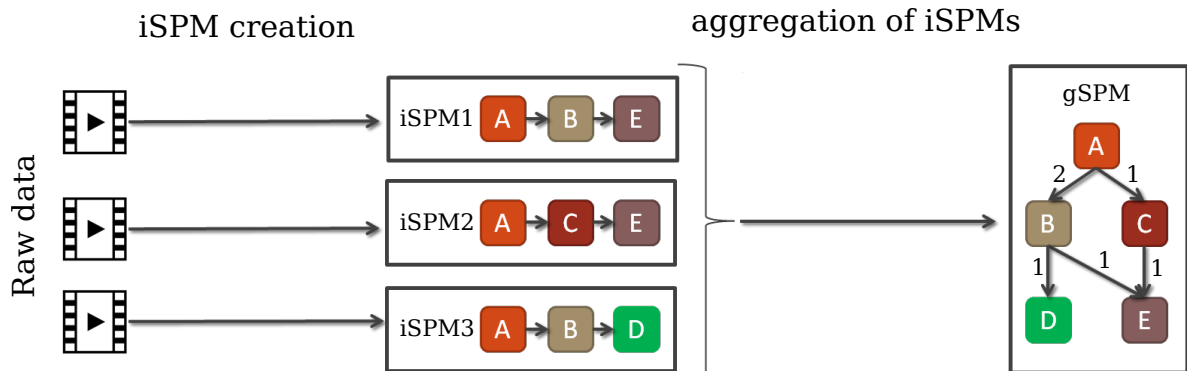 iSPM creation
aggregation of iSPMs
Raw data
iSPM1 A B E
iSPM2 A C E
iSPM3 A B D
gSPM
A
2 1
B C
1 1 1
D E